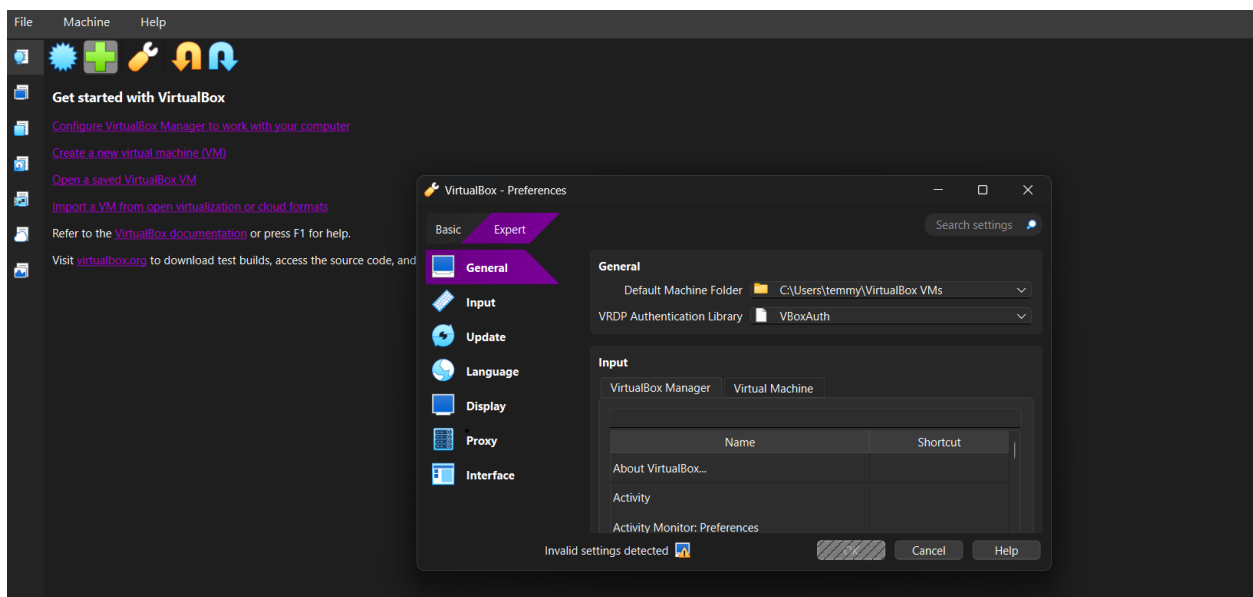 File Machine Help
Get started with VirtualBox
Configure VirtualBox Manager to work with your computer
Create a new virtual machine (VM)
Open a saved VirtualBox VM
Import a VM from open virtualization or cloud formats
Refer to the VirtualBox documentation or press F1 for help.
Visit virtualbox.org to download test builds, access the source code, and
VirtualBox - Preferences
Basic Expert
Search settings
General
Input
Update
Language
Display
Proxy
Interface
General
Default Machine Folder C:\Users\temmy\VirtualBox VMs
VRDP Authentication Library VBoxAuth
Input
VirtualBox Manager Virtual Machine
Name Shortcut
About VirtualBox...
Activity
Activity Monitor: Preferences
Invalid settings detected
Cancel Help